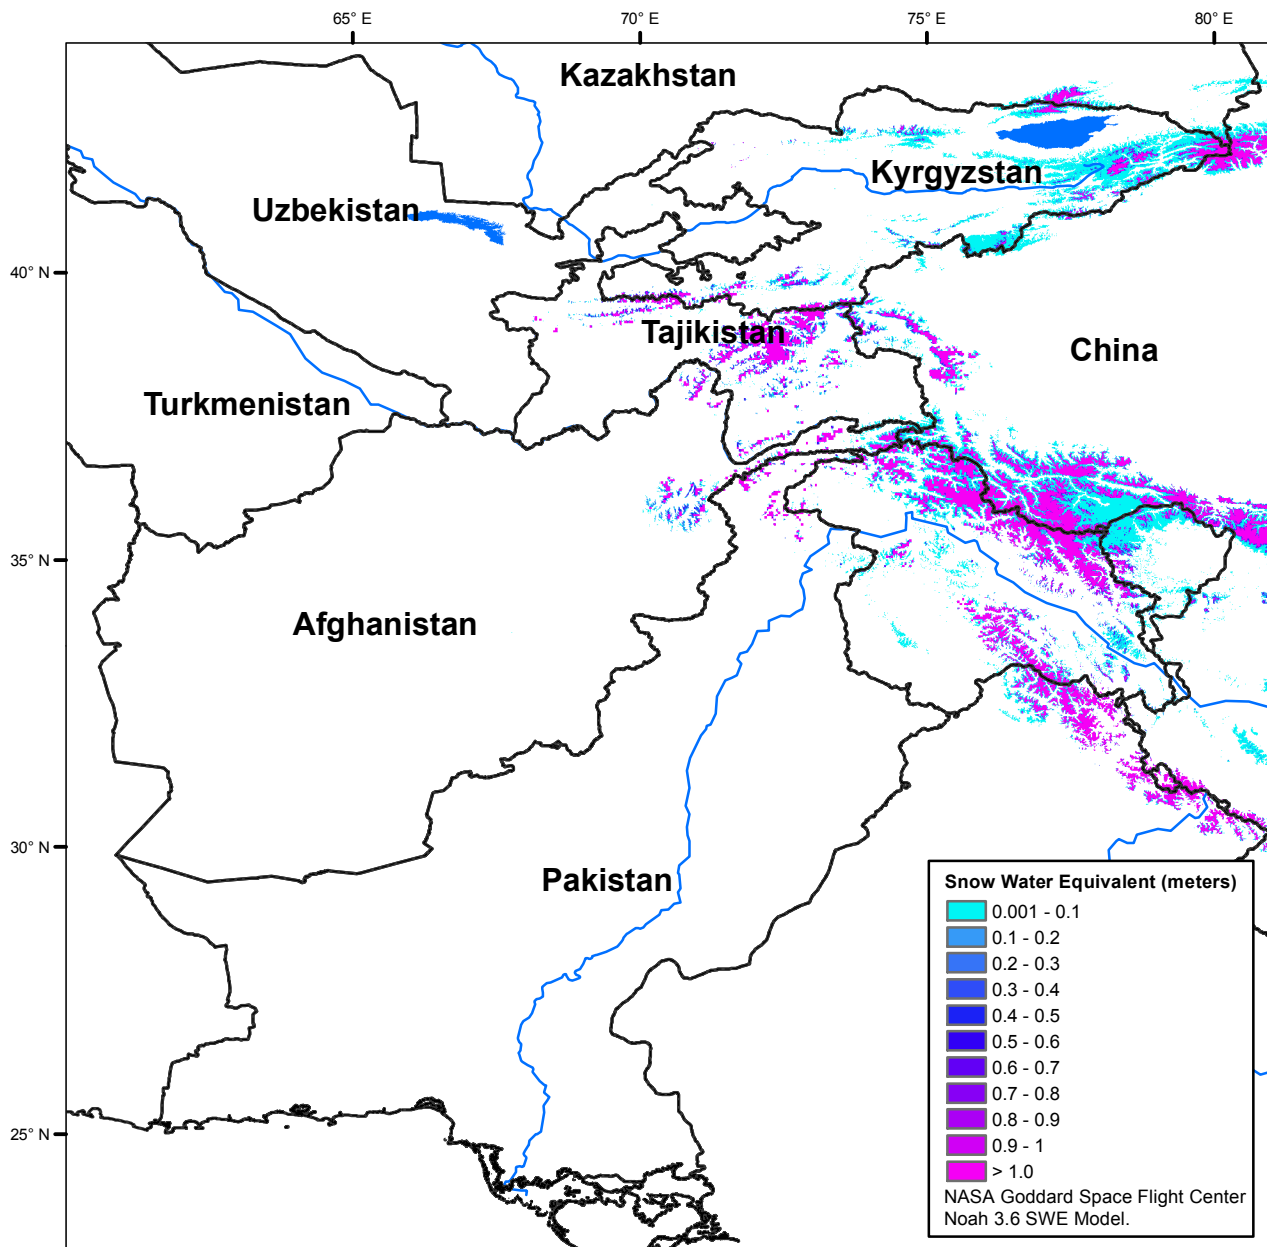 65° E
70° E
75° E
80° E
Kazakhstan
Kyrgyzstan
Uzbekistan
40° N
Tajikistan
China
Turkmenistan
35° N
Afghanistan
30° N
Pakistan
25° N
Snow Water Equivalent (meters)
0.001 - 0.1
0.1 - 0.2
0.2 - 0.3
0.3 - 0.4
0.4 - 0.5
0.5 - 0.6
0.6 - 0.7
0.7 - 0.8
0.8 - 0.9
0.9 - 1
> 1.0
NASA Goddard Space Flight Center
Noah 3.6 SWE Model.